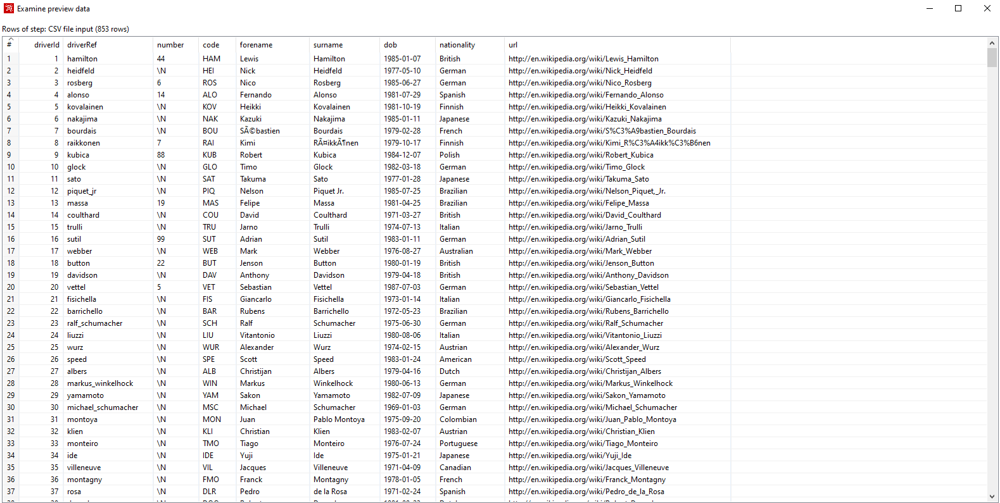 Examine preview data
Rows of step: CSV file input (853 rows)
# driverId driverRef number code forename surname dob nationality url
1 1 hamilton 44 HAM Lewis Hamilton 1985-01-07 British http://en.wikipedia.org/wiki/Lewis_Hamilton
2 2 heidfeld \N HEI Nick Heidfeld 1977-05-10 German http://en.wikipedia.org/wiki/Nick_Heidfeld
3 3 rosberg 6 ROS Nico Rosberg 1985-06-27 German http://en.wikipedia.org/wiki/Nico_Rosberg
4 4 alonso 14 ALO Fernando Alonso 1981-07-29 Spanish http://en.wikipedia.org/wiki/Fernando_Alonso
5 5 kovalainen \N KOV Heikki Kovalainen 1981-10-19 Finnish http://en.wikipedia.org/wiki/Heikki_Kovalainen
6 6 nakajima \N NAK Kazuki Nakajima 1985-01-11 Japanese http://en.wikipedia.org/wiki/Kazuki_Nakajima
7 7 bourdais \N BOU SÃ©bastien Bourdais 1979-02-28 French http://en.wikipedia.org/wiki/S%C3%A9bastien_Bourdais
8 8 raikkonen 7 RAI Kimi RÃ¤ikkÃ¶nen 1979-10-17 Finnish http://en.wikipedia.org/wiki/Kimi_R%C3%A4ikk%C3%B6nen
9 9 kubica 88 KUB Robert Kubica 1984-12-07 Polish http://en.wikipedia.org/wiki/Robert_Kubica
10 10 glock \N GLO Timo Glock 1982-03-18 German http://en.wikipedia.org/wiki/Timo_Glock
11 11 sato \N SAT Takuma Sato 1977-01-28 Japanese http://en.wikipedia.org/wiki/Takuma_Sato
12 12 piquet_jr \N PIQ Nelson Piquet Jr. 1985-07-25 Brazilian http://en.wikipedia.org/wiki/Nelson_Piquet,_Jr.
13 13 massa 19 MAS Felipe Massa 1981-04-25 Brazilian http://en.wikipedia.org/wiki/Felipe_Massa
14 14 coulthard \N COU David Coulthard 1971-03-27 British http://en.wikipedia.org/wiki/David_Coulthard
15 15 trulli \N TRU Jarno Trulli 1974-07-13 Italian http://en.wikipedia.org/wiki/Jarno_Trulli
16 16 sutil 99 SUT Adrian Sutil 1983-01-11 German http://en.wikipedia.org/wiki/Adrian_Sutil
17 17 webber \N WEB Mark Webber 1976-08-27 Australian http://en.wikipedia.org/wiki/Mark_Webber
18 18 button 22 BUT Jenson Button 1980-01-19 British http://en.wikipedia.org/wiki/Jenson_Button
19 19 davidson \N DAV Anthony Davidson 1979-04-18 British http://en.wikipedia.org/wiki/Anthony_Davidson
20 20 vettel 5 VET Sebastian Vettel 1987-07-03 German http://en.wikipedia.org/wiki/Sebastian_Vettel
21 21 fisichella \N FIS Giancarlo Fisichella 1973-01-14 Italian http://en.wikipedia.org/wiki/Giancarlo_Fisichella
22 22 barrichello \N BAR Rubens Barrichello 1972-05-23 Brazilian http://en.wikipedia.org/wiki/Rubens_Barrichello
23 23 ralf_schumacher \N SCH Ralf Schumacher 1975-06-30 German http://en.wikipedia.org/wiki/Ralf_Schumacher
24 24 liuzzi \N LIU Vitantonio Liuzzi 1980-08-06 Italian http://en.wikipedia.org/wiki/Vitantonio_Liuzzi
25 25 wurz \N WUR Alexander Wurz 1974-02-15 Austrian http://en.wikipedia.org/wiki/Alexander_Wurz
26 26 speed \N SPE Scott Speed 1983-01-24 American http://en.wikipedia.org/wiki/Scott_Speed
27 27 albers \N ALB Christijan Albers 1979-04-16 Dutch http://en.wikipedia.org/wiki/Christijan_Albers
28 28 markus_winkelhock \N WIN Markus Winkelhock 1980-06-13 German http://en.wikipedia.org/wiki/Markus_Winkelhock
29 29 yamamoto \N YAM Sakon Yamamoto 1982-07-09 Japanese http://en.wikipedia.org/wiki/Sakon_Yamamoto
30 30 michael_schumacher \N MSC Michael Schumacher 1969-01-03 German http://en.wikipedia.org/wiki/Michael_Schumacher
31 31 montoya \N MON Juan Pablo Montoya 1975-09-20 Colombian http://en.wikipedia.org/wiki/Juan_Pablo_Montoya
32 32 klien \N KLI Christian Klien 1983-02-07 Austrian http://en.wikipedia.org/wiki/Christian_Klien
33 33 monteiro \N TMO Tiago Monteiro 1976-07-24 Portuguese http://en.wikipedia.org/wiki/Tiago_Monteiro
34 34 ide \N IDE Yuji Ide 1975-01-21 Japanese http://en.wikipedia.org/wiki/Yuji_Ide
35 35 villeneuve \N VIL Jacques Villeneuve 1971-04-09 Canadian http://en.wikipedia.org/wiki/Jacques_Villeneuve
36 36 montagny \N FMO Franck Montagny 1978-01-05 French http://en.wikipedia.org/wiki/Franck_Montagny
37 37 rosa \N DLR Pedro de la Rosa 1971-02-24 Spanish http://en.wikipedia.org/wiki/Pedro_de_la_Rosa